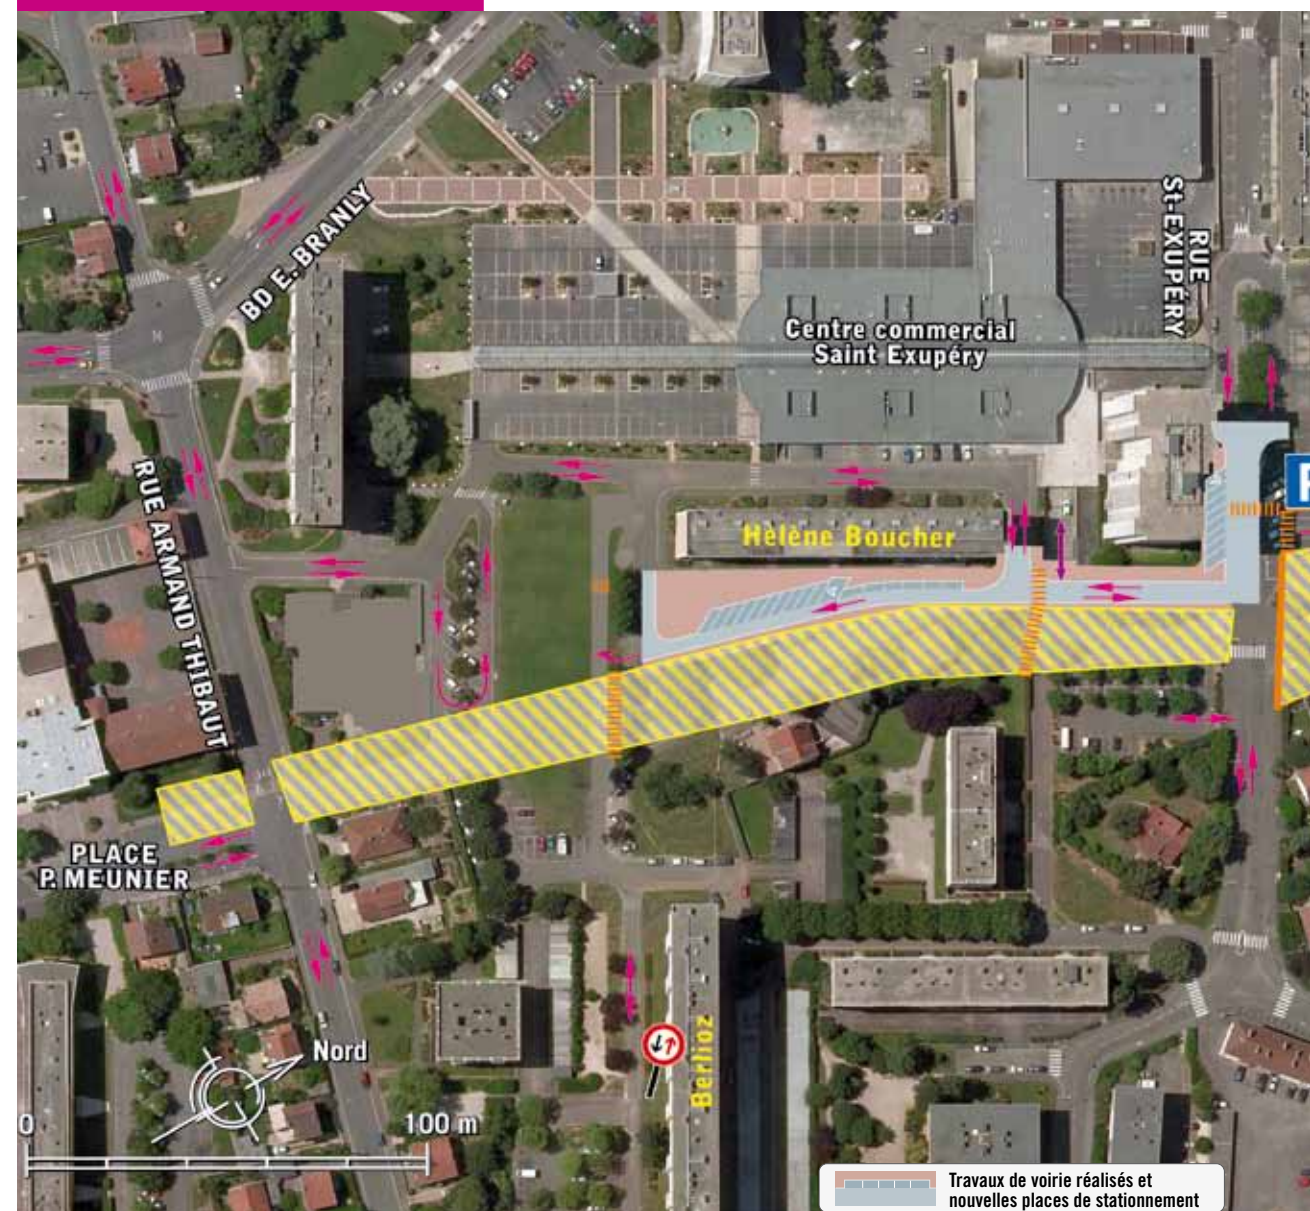 BD E. BRANLY
RUE
St-EXUPÉRY
Centre commercial
Saint Exupéry
RUE ARMAND THIBAUT
Hélène Boucher
P
PLACE
P. MEUNIER
Nord
0
100 m
Berlioz
Travaux de voirie réalisés et
nouvelles places de stationnement